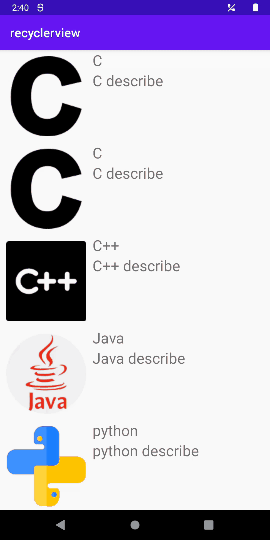 2:40
recyclerview
C
C
C describe
C
C
C describe
C++
C++
C++ describe
Java
Java
Java describe
python
python describe